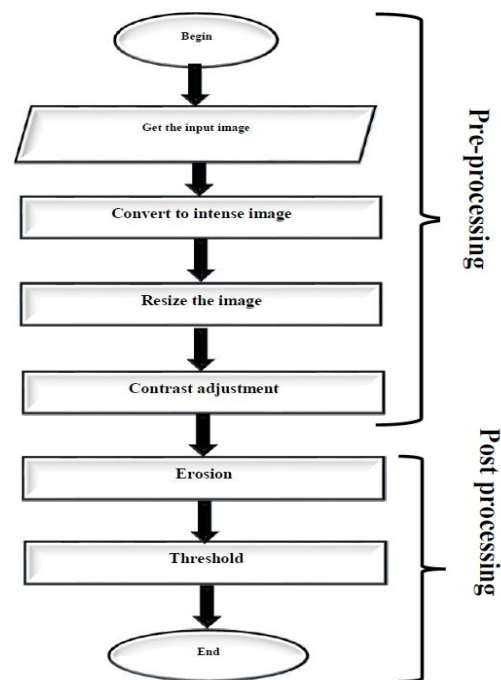 Begin
Get the input image
Convert to intense image
Resize the image
Contrast adjustment
Pre-processing
Erosion
Threshold
End
Post processing